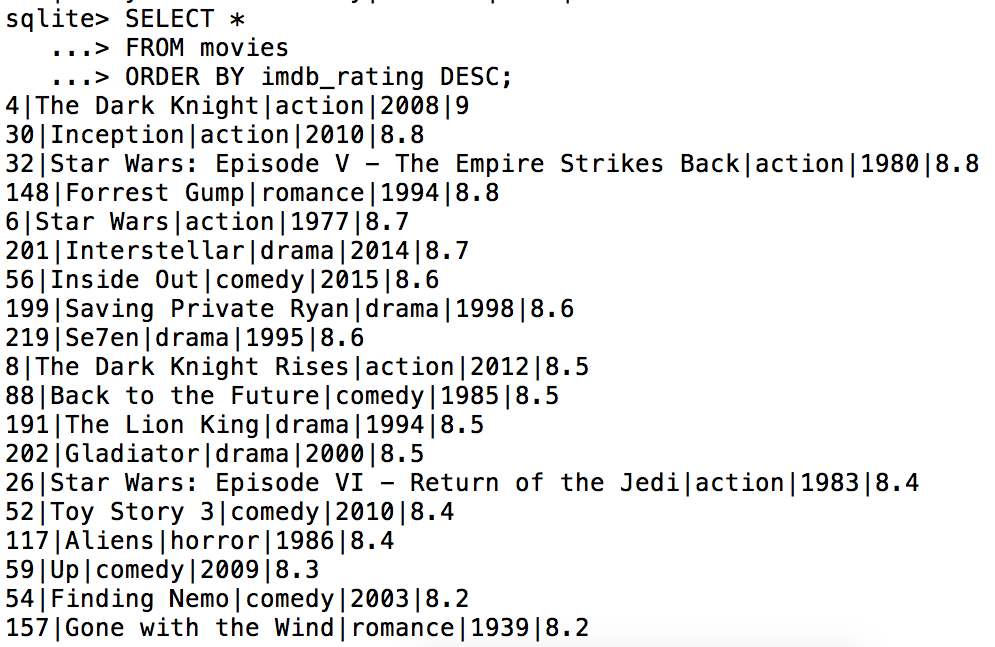 sqlite> SELECT *
   ...> FROM movies
   ...> ORDER BY imdb_rating DESC;
4|The Dark Knight|action|2008|9
30|Inception|action|2010|8.8
32|Star Wars: Episode V - The Empire Strikes Back|action|1980|8.8
148|Forrest Gump|romance|1994|8.8
6|Star Wars|action|1977|8.7
201|Interstellar|drama|2014|8.7
56|Inside Out|comedy|2015|8.6
199|Saving Private Ryan|drama|1998|8.6
219|Se7en|drama|1995|8.6
8|The Dark Knight Rises|action|2012|8.5
88|Back to the Future|comedy|1985|8.5
191|The Lion King|drama|1994|8.5
202|Gladiator|drama|2000|8.5
26|Star Wars: Episode VI - Return of the Jedi|action|1983|8.4
52|Toy Story 3|comedy|2010|8.4
117|Aliens|horror|1986|8.4
59|Up|comedy|2009|8.3
54|Finding Nemo|comedy|2003|8.2
157|Gone with the Wind|romance|1939|8.2